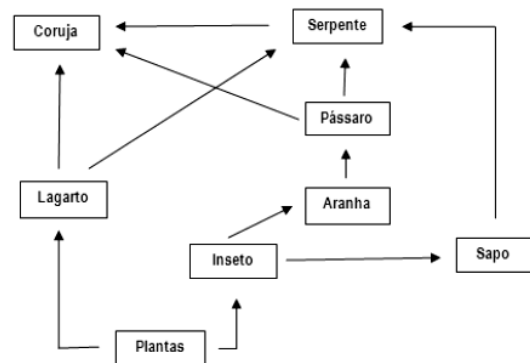 Coruja
Serpente
Pássaro
Lagarto
Aranha
Inseto
Sapo
Plantas